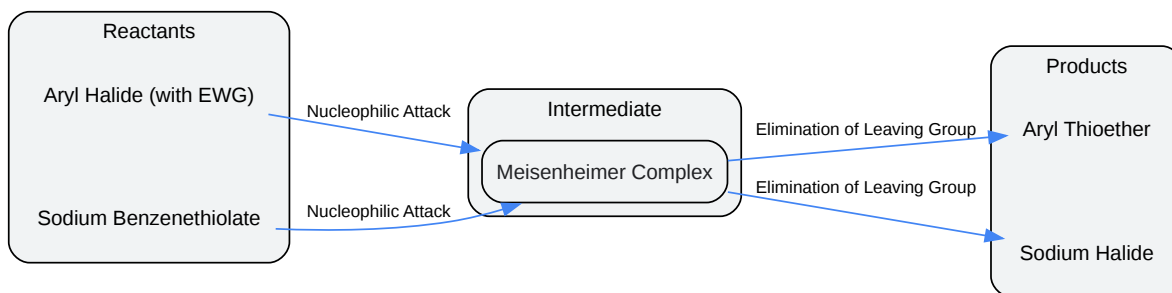 Reactants
Aryl Halide (with EWG)
Sodium Benzenethiolate
Nucleophilic Attack
Nucleophilic Attack
Intermediate
Meisenheimer Complex
Elimination of Leaving Group
Elimination of Leaving Group
Products
Aryl Thioether
Sodium Halide